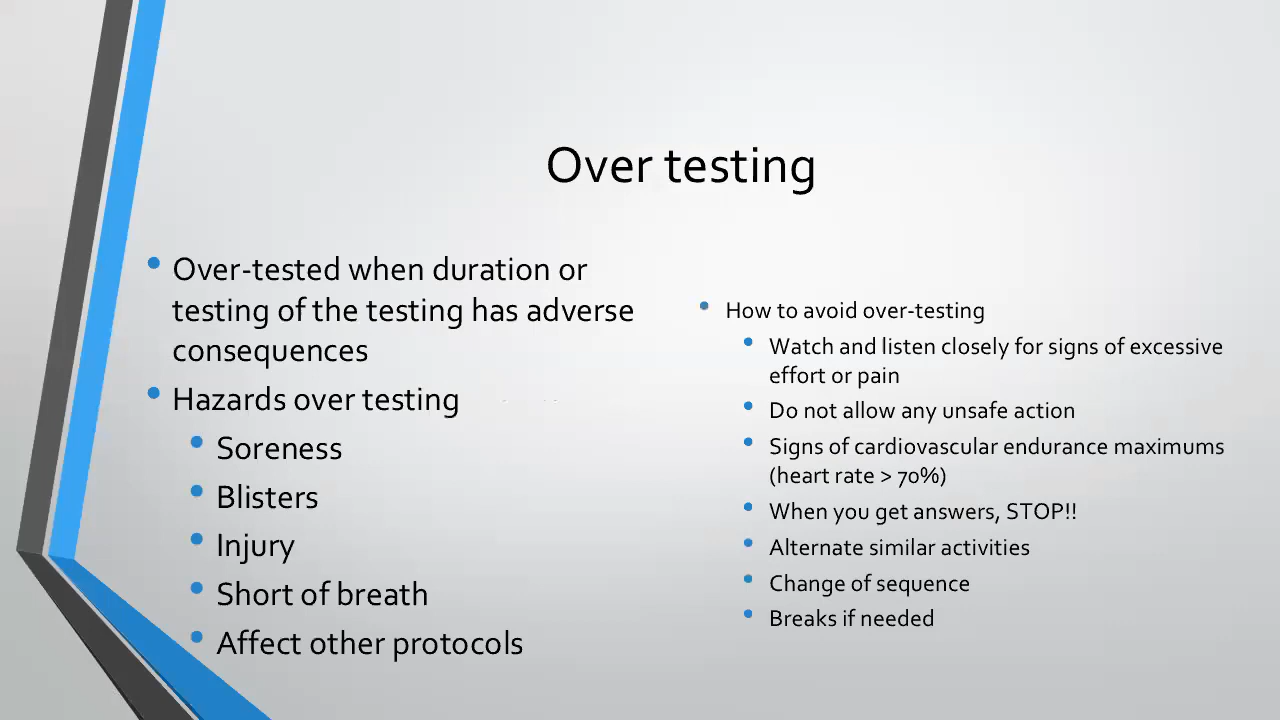 Over testing
Over-tested when duration or
testing of the testing has adverse
consequences
Hazards over testing
Soreness
Blisters
Injury
Short of breath
Affect other protocols
How to avoid over-testing
Watch and listen closely for signs of excessive
effort or pain
Do not allow any unsafe action
Signs of cardiovascular endurance maximums
(heart rate > 70%)
When you get answers, STOP!!
Alternate similar activities
Change of sequence
Breaks if needed